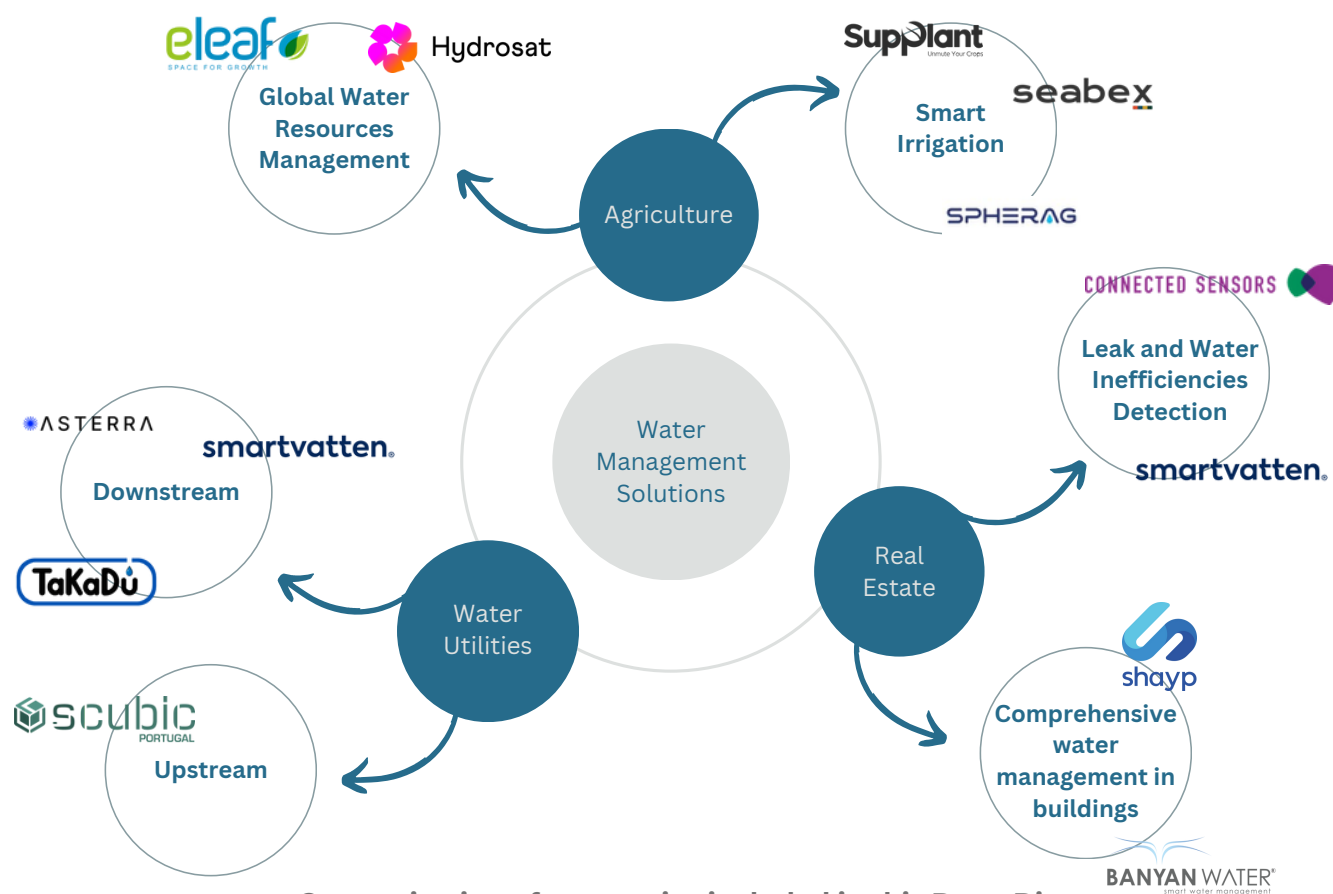 eleaf
SPACE FOR GROWTH
Hydrosat
Global Water
Resources
Management
SupPlant
Unmute Your Crops
seabex
Smart
Irrigation
SPHERAG
Agriculture
CONNECTED SENSORS
Leak and Water
Inefficiencies
Detection
smartvatten®
Water
Management
Solutions
ASTERRA
smartvatten®
Downstream
TaKaDu
Real
Estate
Water
Utilities
shayp
Comprehensive
water
management in
buildings
scubic
PORTUGAL
Upstream
BANYAN WATER®
smart water management